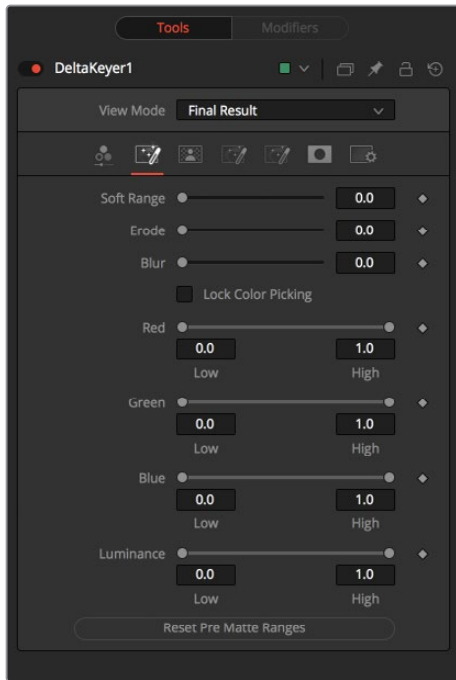 Tools Modifiers
DeltaKeyer1
View Mode Final Result
Soft Range 0.0
Erode 0.0
Blur 0.0
Lock Color Picking
Red
0.0 1.0
Low High
Green
0.0 1.0
Low High
Blue
0.0 1.0
Low High
Luminance
0.0 1.0
Low High
Reset Pre Matte Ranges